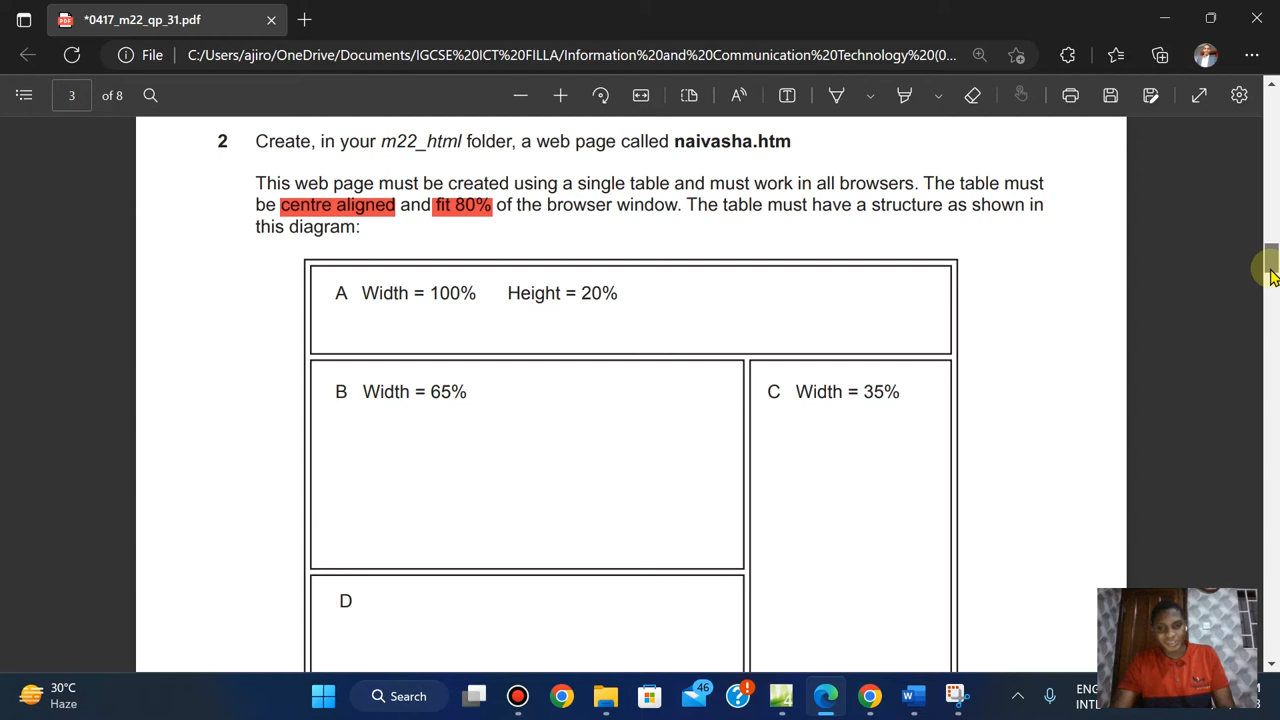 *0417_m22_qp_31.pdf
File C:/Users/ajiro/OneDrive/Documents/IGCSE%20ICT%20FILLA/Information%20and%20Communication%20Technology%20(0...
3 of 8
2 Create, in your m22_html folder, a web page called naivasha.htm
This web page must be created using a single table and must work in all browsers. The table must
be centre aligned and fit 80% of the browser window. The table must have a structure as shown in
this diagram:
A Width = 100% Height = 20%
B Width = 65%
C Width = 35%
D
30°C
Haze
Search
46
ENG
INTL